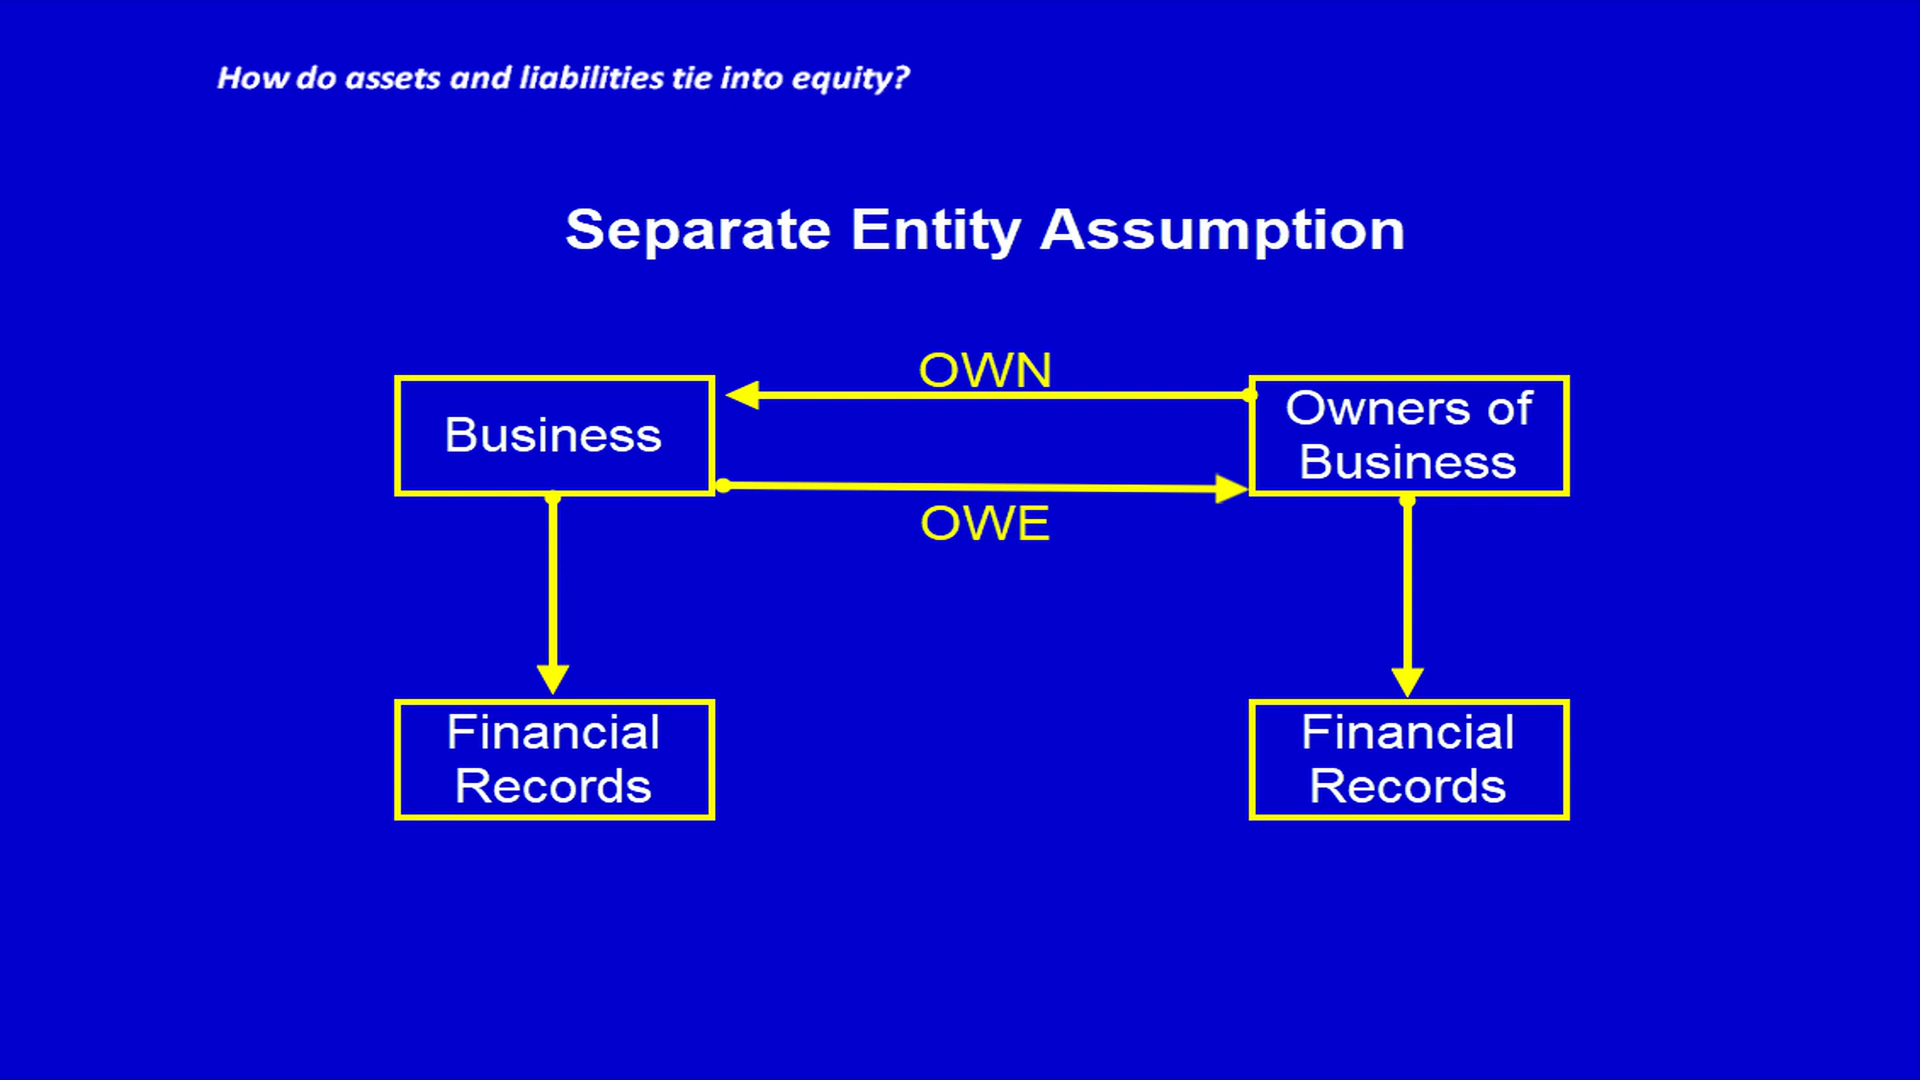 How do assets and liabilities tie into equity?
Separate Entity Assumption
OWN
Business
Owners of
Business
OWE
Financial
Records
Financial
Records